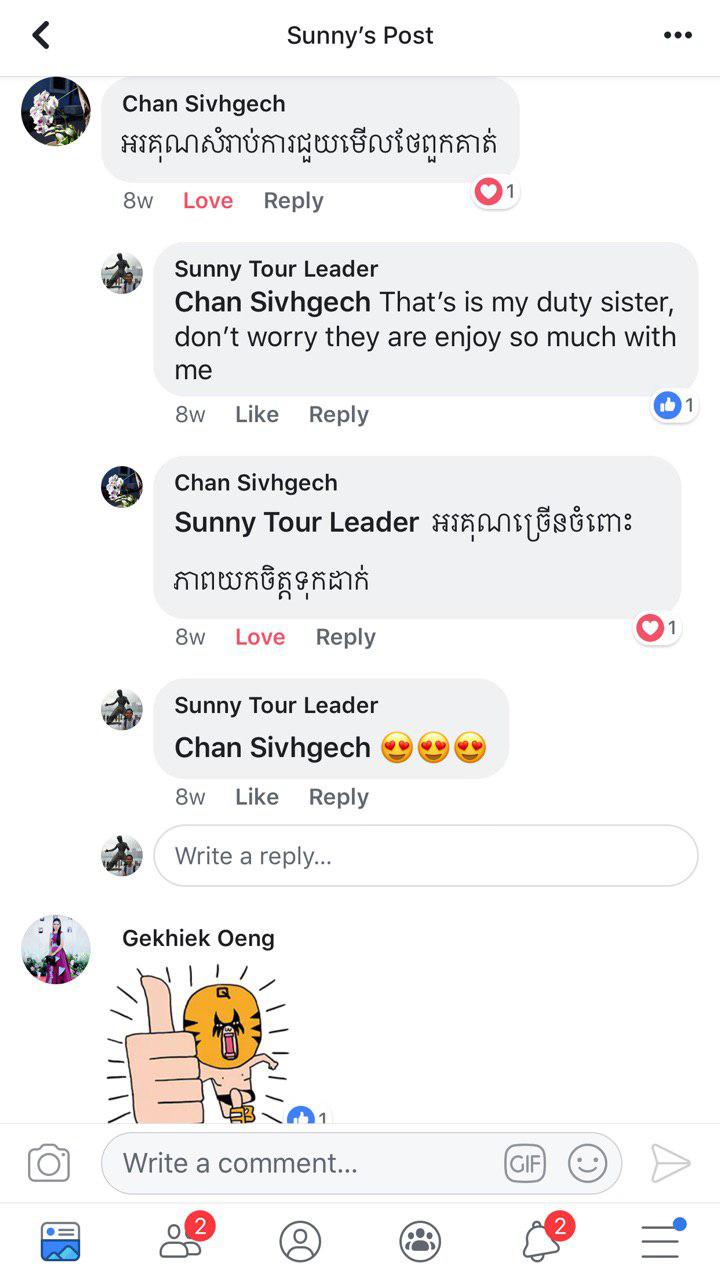 Sunny's Post
Chan Sivhgech
អរគុណសំរាប់ការជួយមើលថែពួកគាត់
8w Love Reply 1
Sunny Tour Leader
Chan Sivhgech That's is my duty sister,
don't worry they are enjoy so much with
me
8w Like Reply 1
Chan Sivhgech
Sunny Tour Leader អរគុណច្រើនចំពោះ
ភាពយកចិត្តទុកដាក់
8w Love Reply 1
Sunny Tour Leader
Chan Sivhgech 😍😍😍
8w Like Reply
Write a reply...
Gekhiek Oeng
Q
1
Write a comment... GIF
2 2